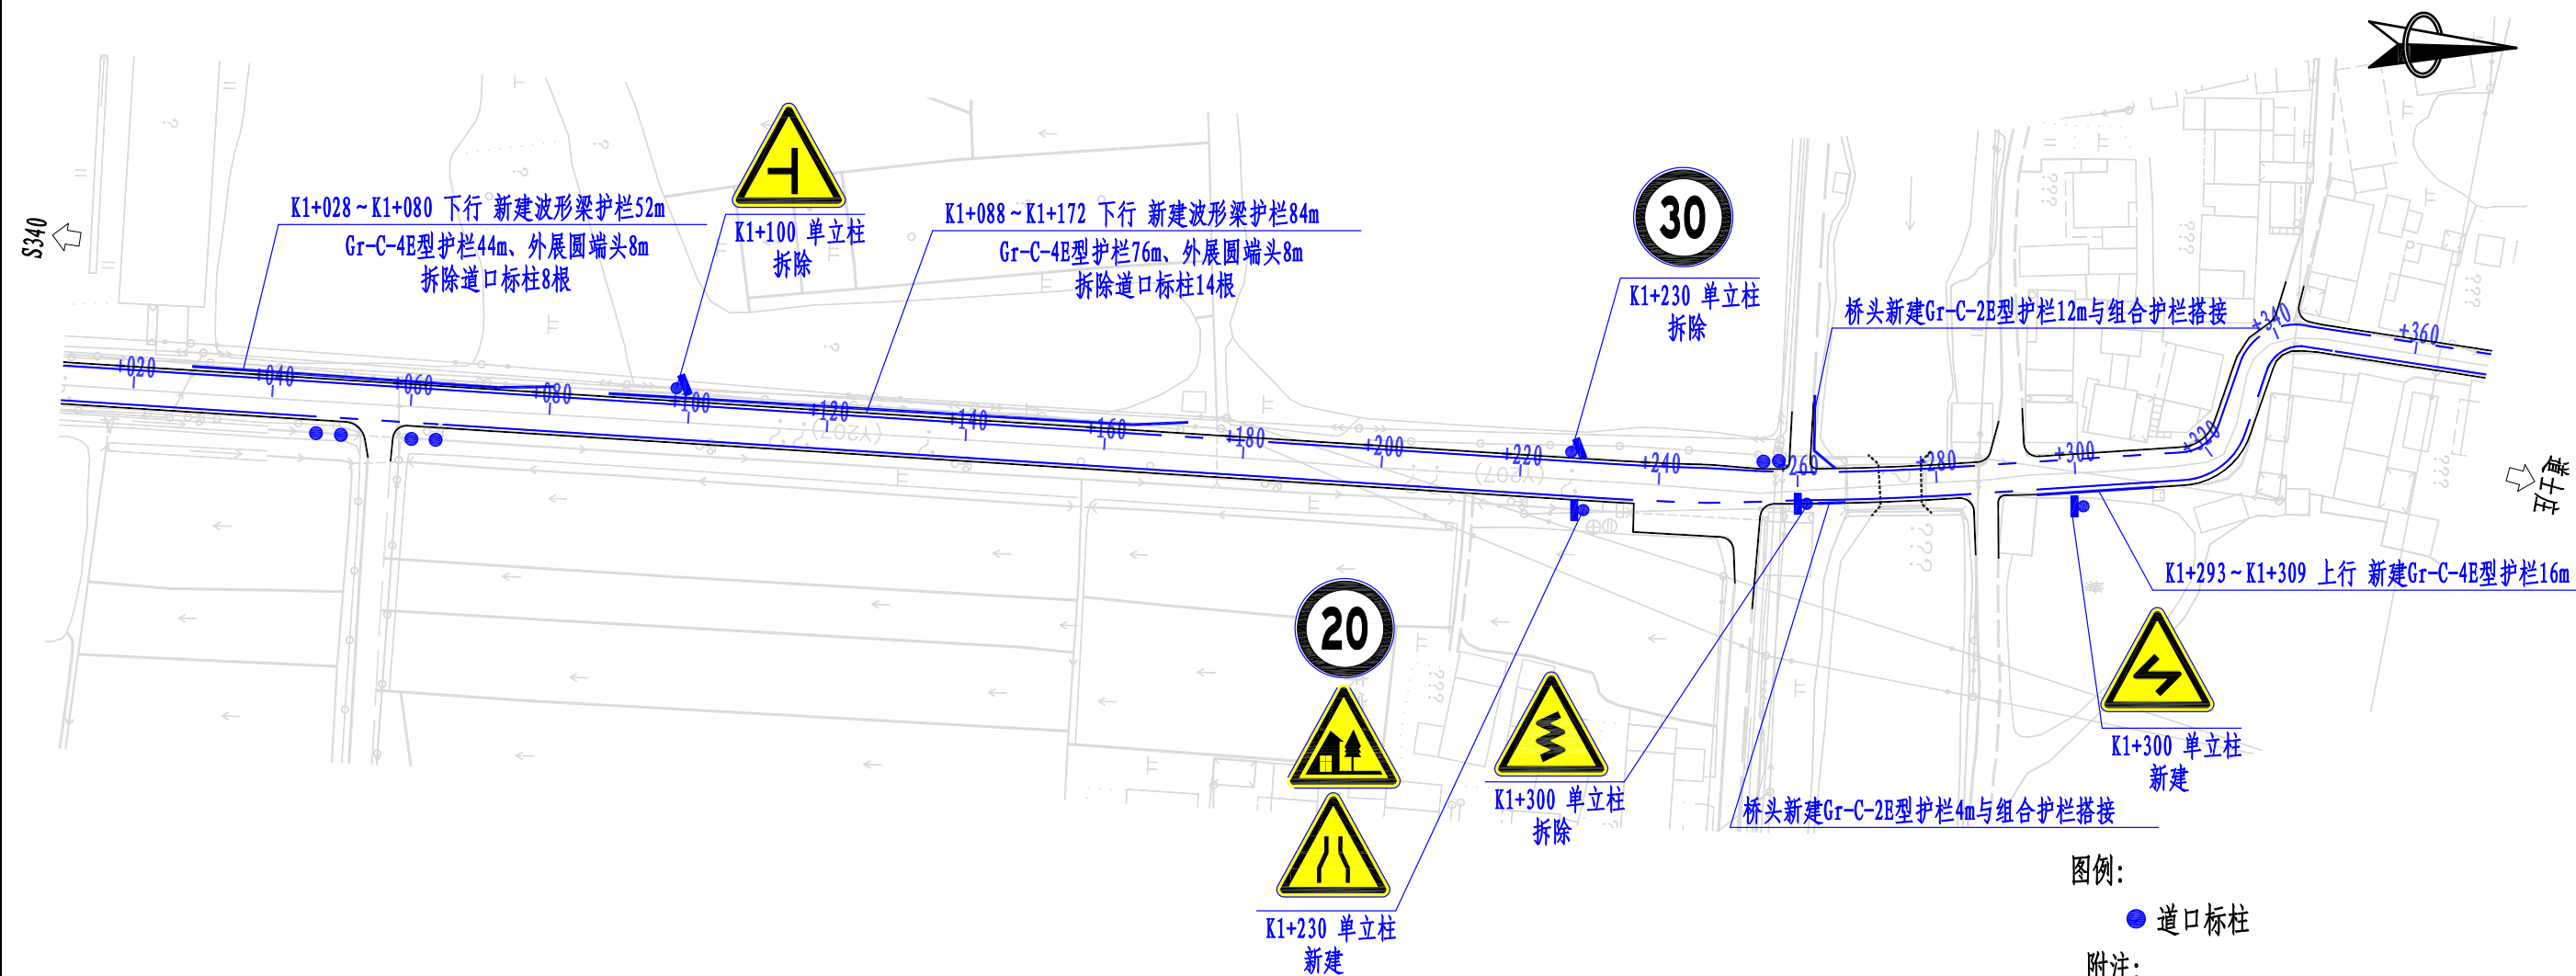 S340
K1+028～K1+080 下行 新建波形梁护栏52m
Gr-C-4E型护栏44m、外展圆端头8m
拆除道口标柱8根
K1+100 单立柱
拆除
K1+088～K1+172 下行 新建波形梁护栏84m
Gr-C-4E型护栏76m、外展圆端头8m
拆除道口标柱14根
30
K1+230 单立柱
拆除
桥头新建Gr-C-2E型护栏12m与组合护栏搭接
+020
+040
+060
+080
+100
+120
+140
+160
+180
+200
+220
+240
+260
+280
+300
+320
+340
+360
(Y207)
(Y207)
K1+293～K1+309 上行 新建Gr-C-4E型护栏16m
20
K1+230 单立柱
新建
K1+300 单立柱
拆除
桥头新建Gr-C-2E型护栏4m与组合护栏搭接
K1+300 单立柱
新建
图例：
道口标柱
附注：